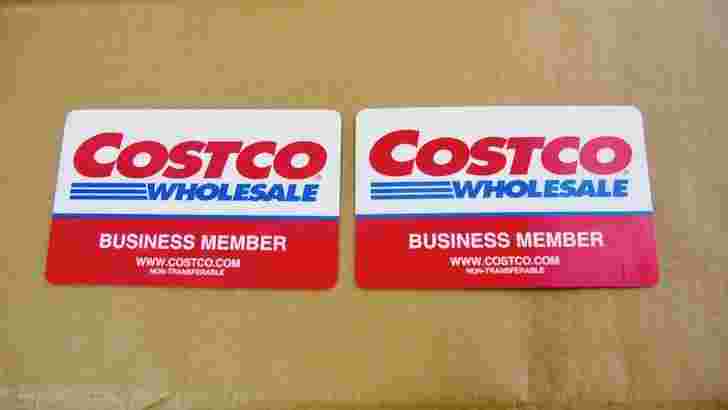 COSTCO
WHOLESALE
BUSINESS MEMBER
WWW.COSTCO.COM
NON-TRANSFERABLE
COSTCO
WHOLESALE
BUSINESS MEMBER
WWW.COSTCO.COM
NON-TRANSFERABLE